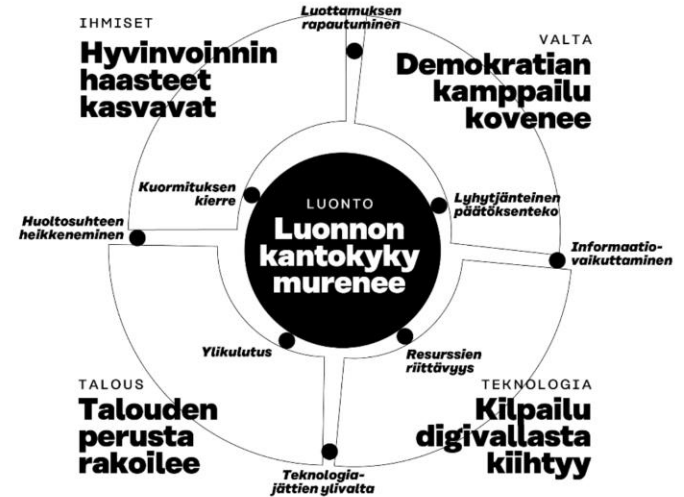 IHMISET
Hyvinvoinnin
haasteet
kasvavat
Luottamuksen
rapautuminen
VALTA
Demokratian
kamppailu
kovenee
Kuormituksen
kierre
Lyhytjänteinen
päätöksenteko
Huoltosuhteen
heikkeneminen
LUONTO
Luonnon
kantokyky
murenee
Informaatio-
vaikuttaminen
Ylikulutus
Resurssien
riittävyys
TALOUS
Talouden
perusta
rakoilee
TEKNOLOGIA
Kilpailu
digivallasta
kiihtyy
Teknologia-
jättien ylivalta